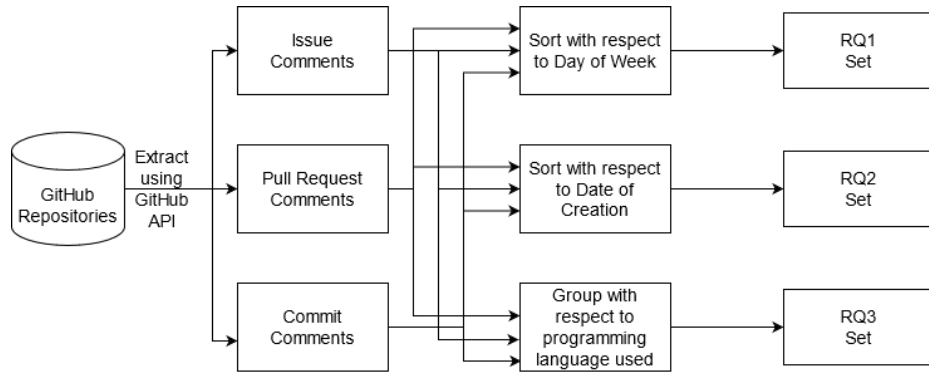 GitHub
Repositories
Extract
using
GitHub
API
Issue
Comments
Pull Request
Comments
Commit
Comments
Sort with respect
to Day of Week
Sort with respect
to Date of
Creation
Group with
respect to
programming
language used
RQ1
Set
RQ2
Set
RQ3
Set